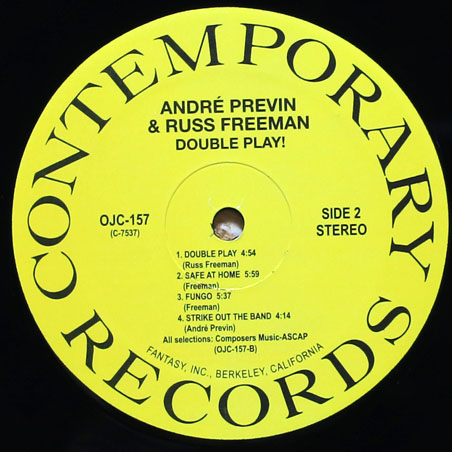 CONTEMPORARY RECORDS
ANDRÉ PREVIN
& RUSS FREEMAN
DOUBLE PLAY!
OJC-157
(C-7537)
SIDE 2
STEREO
1. DOUBLE PLAY 4:54
(Russ Freeman)
2. SAFE AT HOME 5:59
(Freeman)
3. FUNGO 5:37
(Freeman)
4. STRIKE OUT THE BAND 4:14
(André Previn)
All selections: Composers Music-ASCAP
(OJC-157-B)
FANTASY, INC., BERKELEY, CALIFORNIA